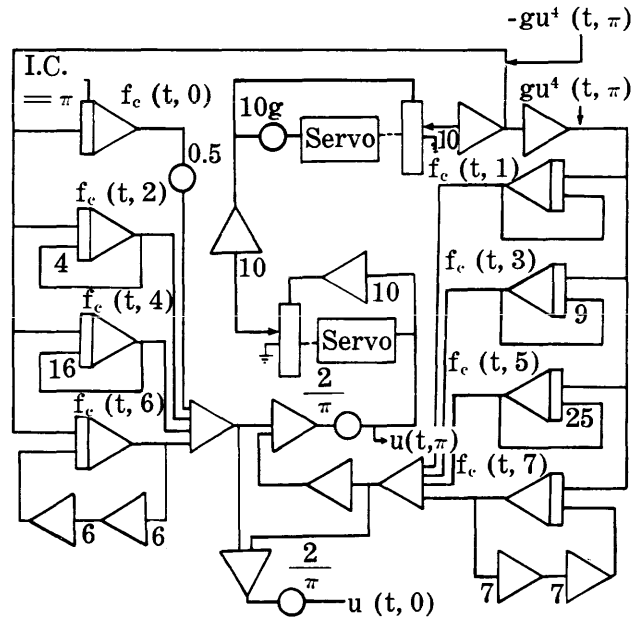 -gu⁴ (t, π)
I.C.
= π
f_c (t, 0)
10g
Servo
10
gu⁴ (t, π)
0.5
f_c (t, 1)
f_c (t, 2)
4
10
f_c (t, 3)
10
9
f_c (t, 4)
Servo
16
f_c (t, 5)
25
f_c (t, 6)
2/π
u(t,π)
f_c (t, 7)
6
6
2/π
7
7
u (t, 0)